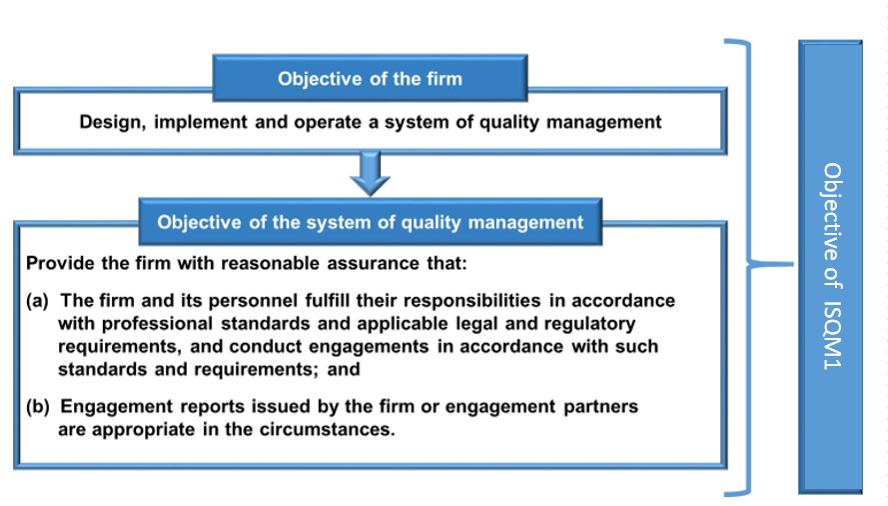 Objective of the firm
Design, implement and operate a system of quality management
Objective of the system of quality management
Provide the firm with reasonable assurance that:
(a) The firm and its personnel fulfill their responsibilities in accordance
with professional standards and applicable legal and regulatory
requirements, and conduct engagements in accordance with such
standards and requirements; and
(b) Engagement reports issued by the firm or engagement partners
are appropriate in the circumstances.
Objective of ISQM1